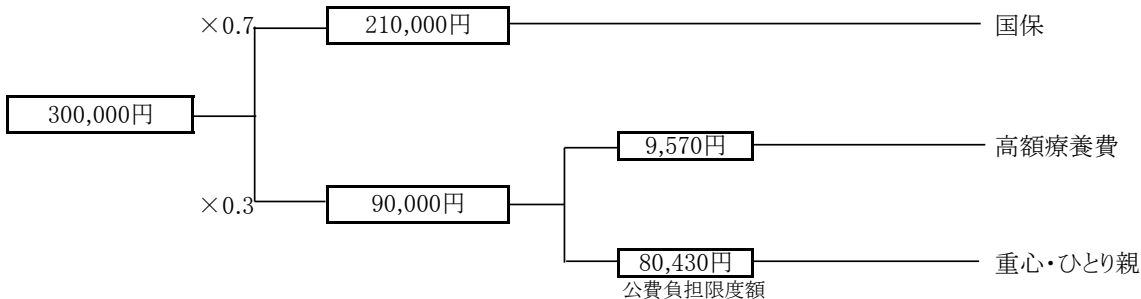 ×0.7
210,000円
国保
300,000円
9,570円
高額療養費
×0.3
90,000円
80,430円
重心・ひとり親
公費負担限度額